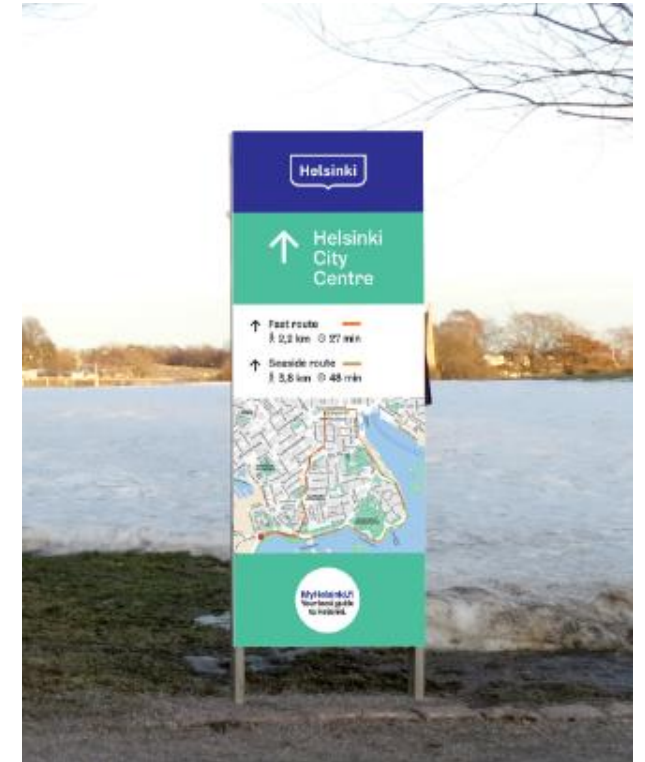 Helsinki
Helsinki
City
Centre
Fast route
2,2 km 27 min
Seaside route
3,8 km 48 min
MyHelsinki.fi
Your local guide
to Helsinki.